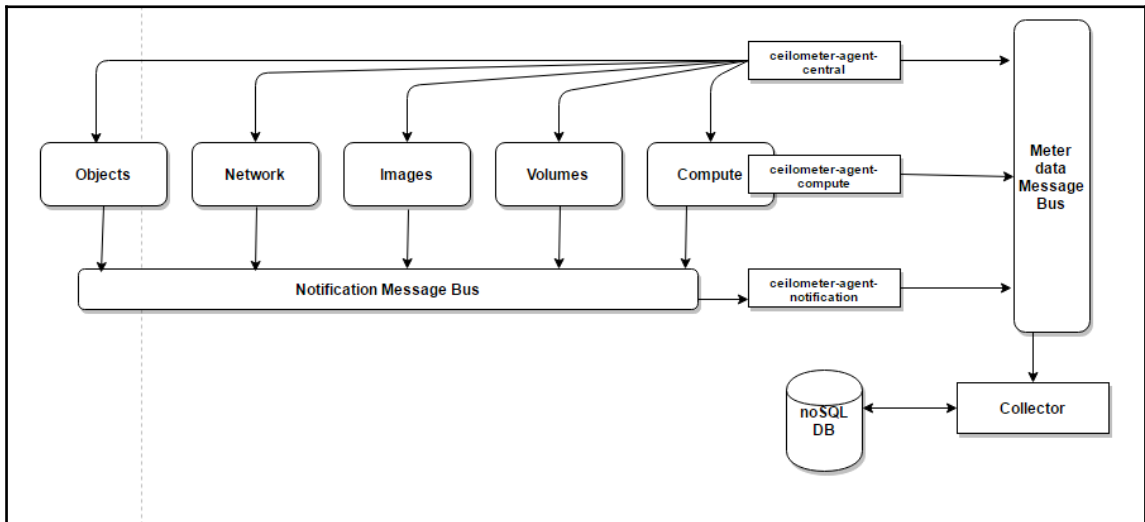 ceilometer-agent-
central
Objects
Network
Images
Volumes
Compute
ceilometer-agent-
compute
Meter
data
Message
Bus
Notification Message Bus
ceilometer-agent-
notification
noSQL
DB
Collector